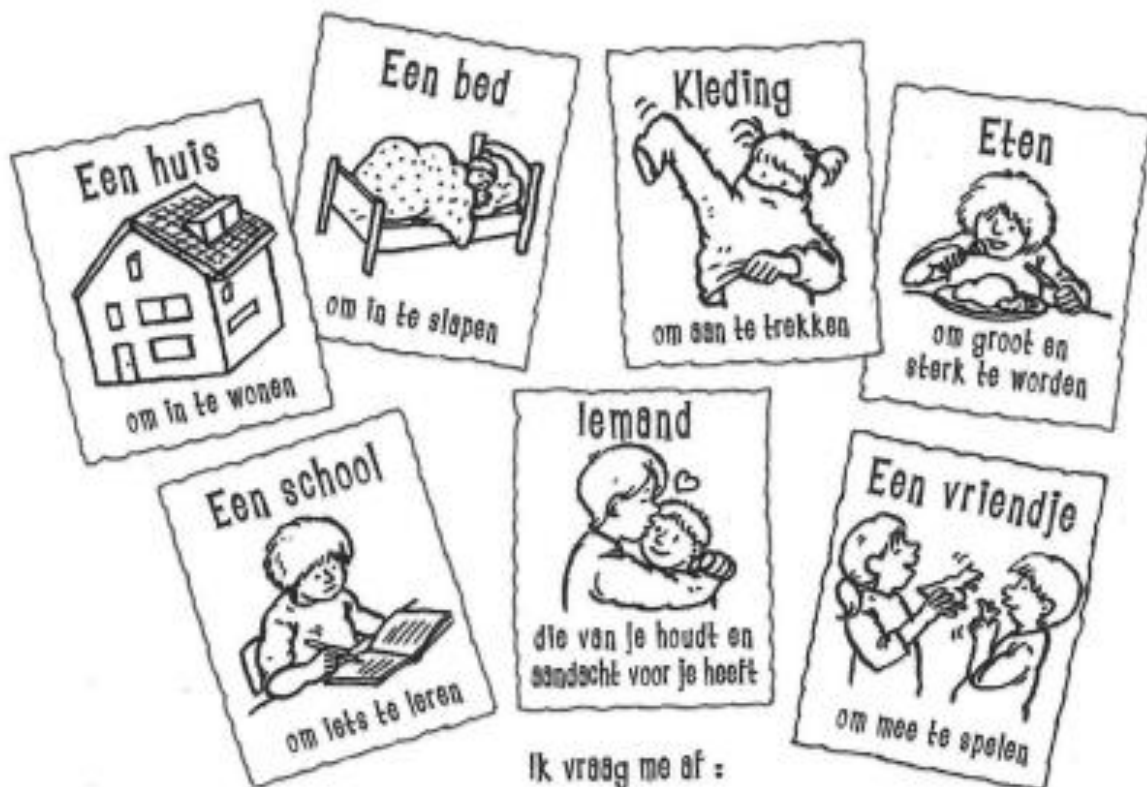 Een huis
om in te wonen
Een bed
om in te slapen
Kleding
om aan te trekken
Eten
om groot en
sterk te worden
Een school
om iets te leren
Iemand
die van je houdt en
aandacht voor je heeft
Een vriendje
om mee te spelen
Ik vraag me af :